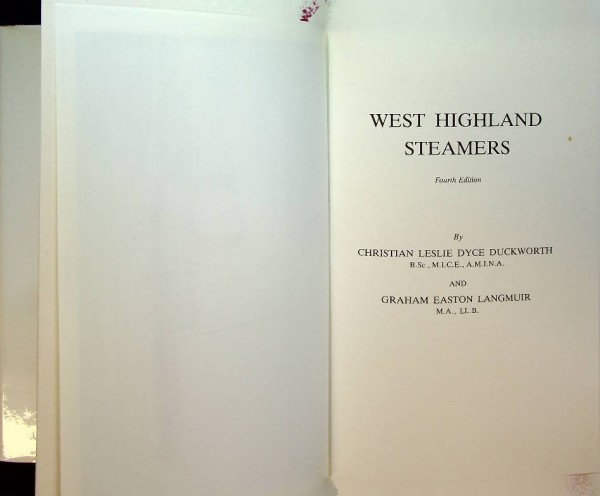 WEST HIGHLAND
STEAMERS
Fourth Edition
By
CHRISTIAN LESLIE DYCE DUCKWORTH
B.Sc., M.I.C.E., A.M.I.N.A.
AND
GRAHAM EASTON LANGMUIR
M.A., LL.B.